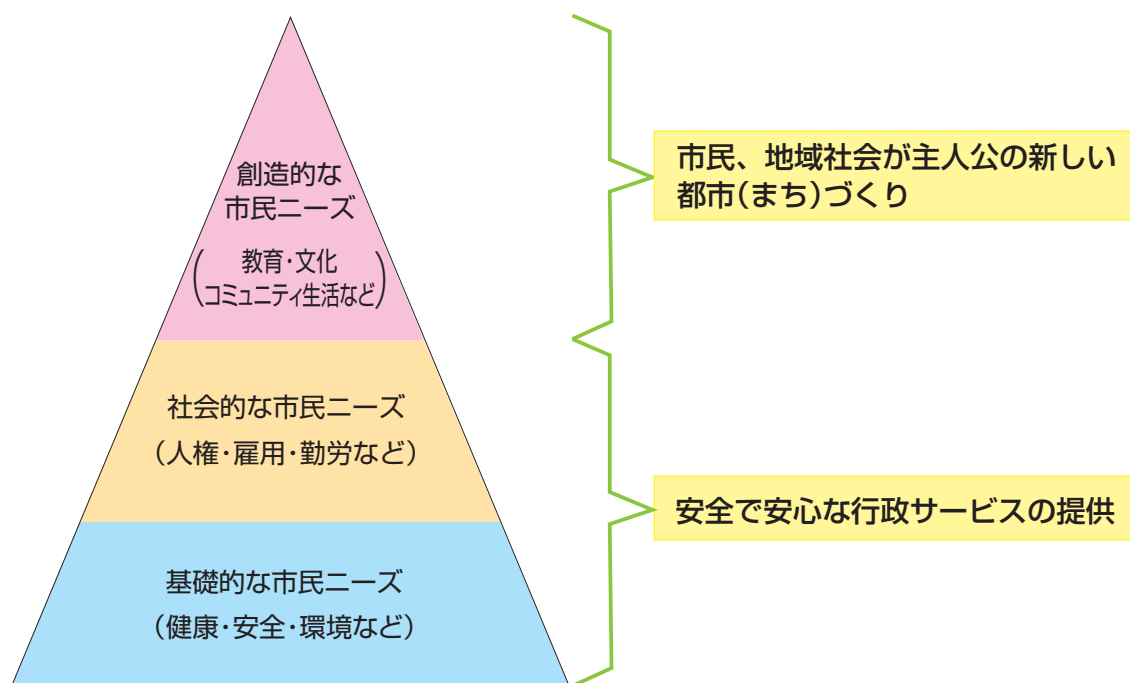 創造的な
市民ニーズ
(教育・文化
コミュニティ生活など)
市民、地域社会が主人公の新しい
都市(まち)づくり
社会的な市民ニーズ
(人権・雇用・勤労など)
基礎的な市民ニーズ
(健康・安全・環境など)
安全で安心な行政サービスの提供